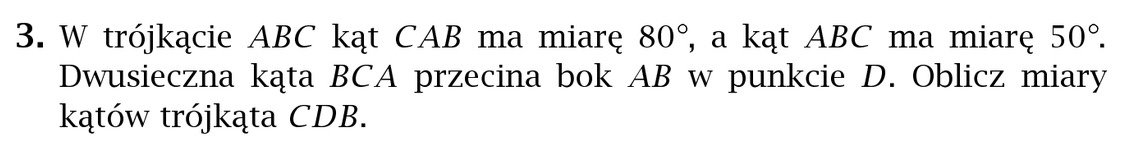 3. W trójkącie ABC kąt CAB ma miarę 80°, a kąt ABC ma miarę 50°.
Dwusieczna kąta BCA przecina bok AB w punkcie D. Oblicz miary
kątów trójkąta CDB.